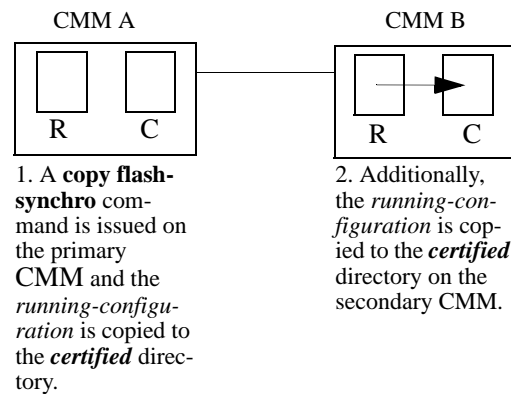 CMM A
CMM B
R
C
R
C
1. A copy flash-
synchro com-
mand is issued on
the primary
CMM and the
running-configu-
ration is copied to
the certified direc-
tory.
2. Additionally,
the running-con-
figuration is cop-
ied to the certified
directory on the
secondary CMM.